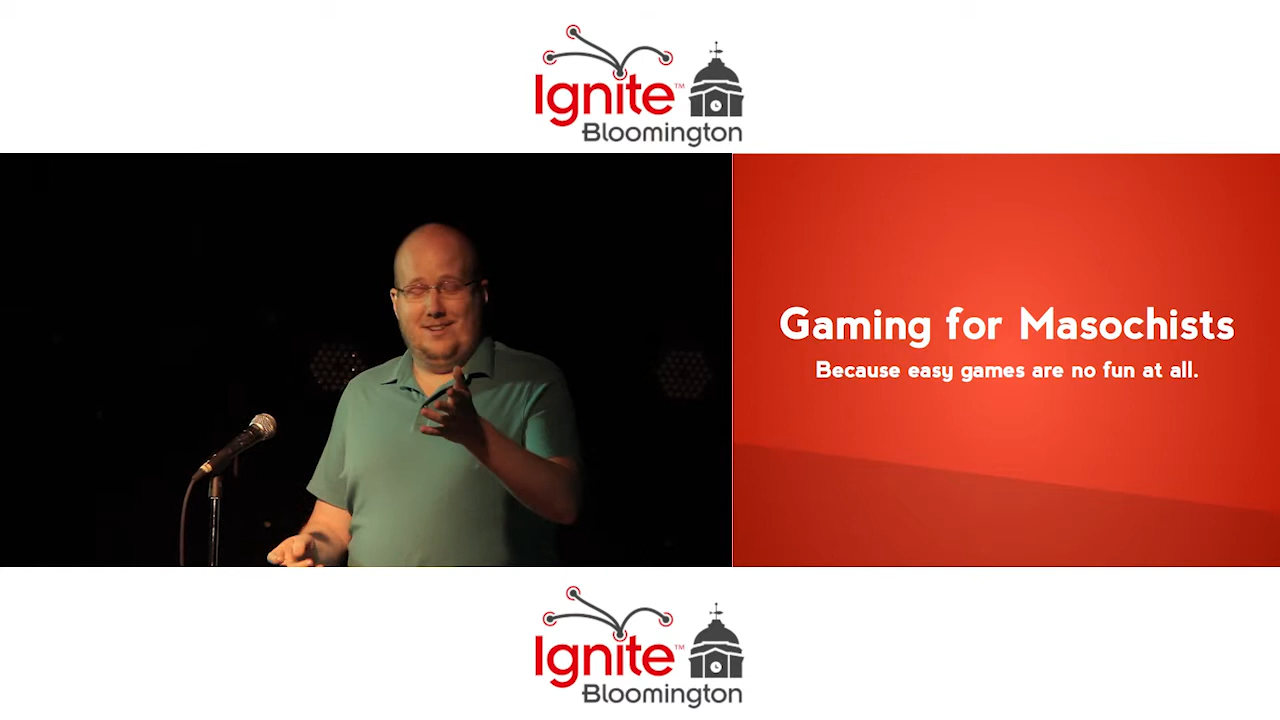 Ignite™
Bloomington
Gaming for Masochists
Because easy games are no fun at all.
Ignite™
Bloomington